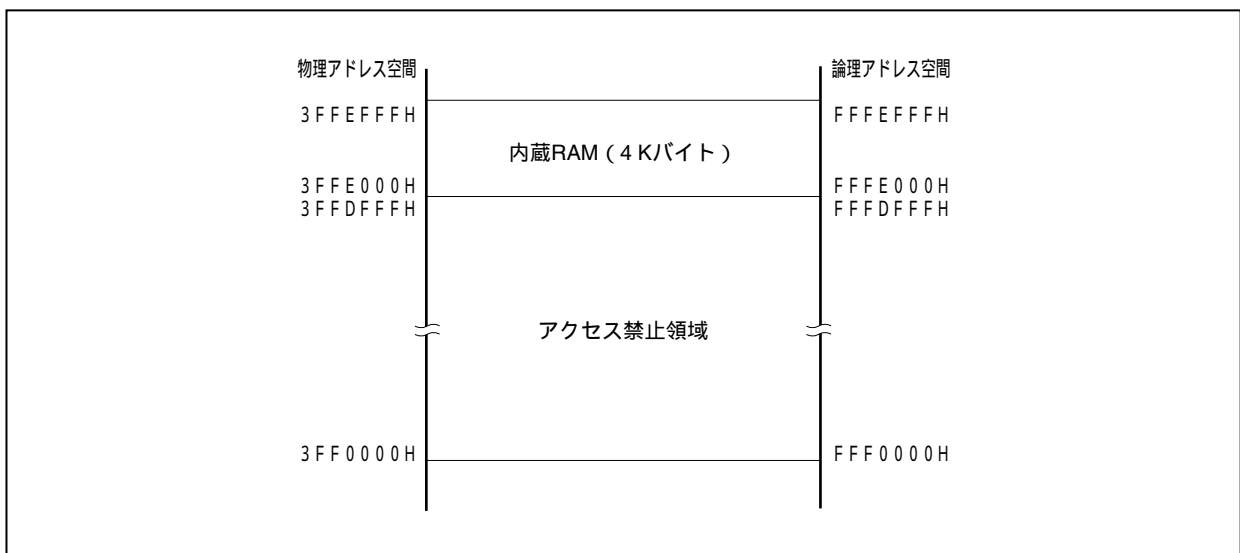 物理アドレス空間 論理アドレス空間
3FFEFFFH FFFEFFFH
内蔵RAM(4 Kバイト)
3FFE000H FFFE000H
3FFDFFFH FFFDFFFH
アクセス禁止領域
3FF0000H FFF0000H